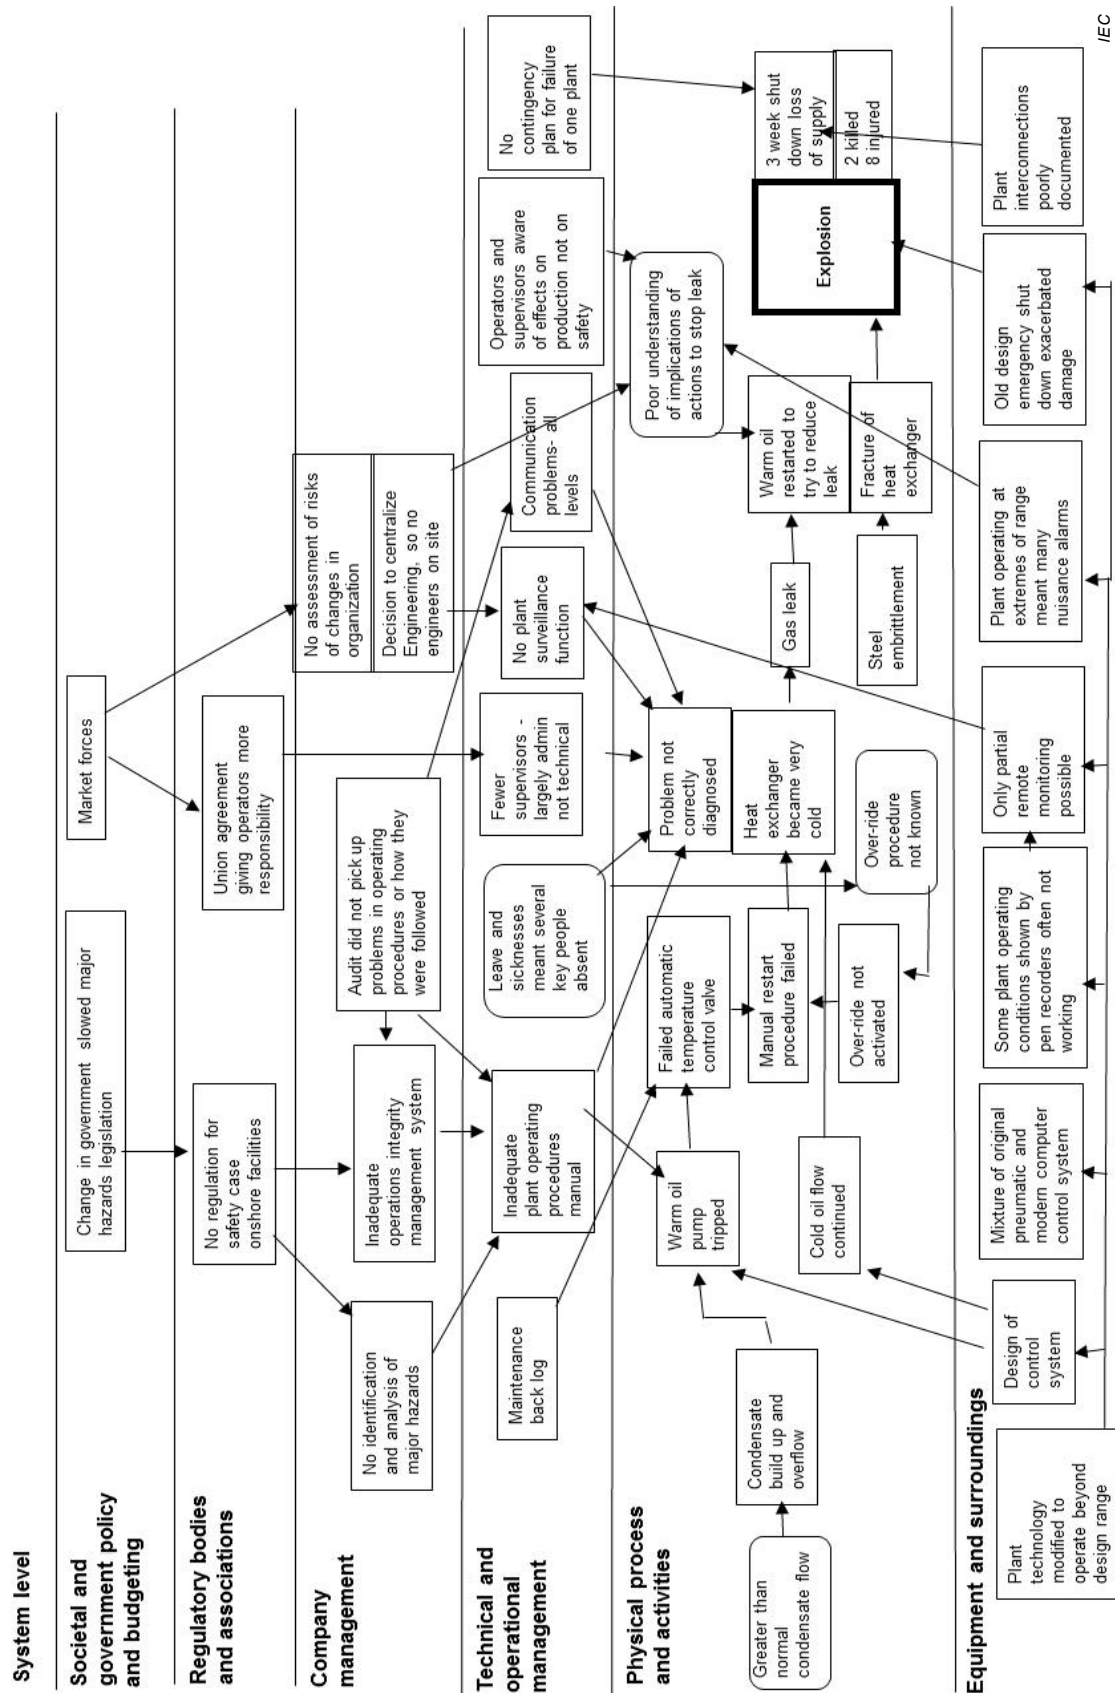 System level
Societal and
government policy
and budgeting
Change in government slowed major
hazards legislation
Market forces
Regulatory bodies
and associations
No regulation for
safety case
onshore facilities
Union agreement
giving operators more
responsibility
Company
management
No identification
and analysis of
major hazards
Inadequate
operations integrity
management system
Audit did not pick up
problems in operating
procedures or how they
were followed
No assessment of risks
of changes in
organization
Decision to centralize
Engineering, so no
engineers on site
Technical and
operational
management
Maintenance
back log
Inadequate
plant operating
procedures
manual
Leave and
sicknesses
meant several
key people
absent
Fewer
supervisors -
largely admin
not technical
No plant
surveillance
function
Communication
problems- all
levels
Operators and
supervisors aware
of effects on
production not on
safety
No
contingency
plan for failure
of one plant
Physical process
and activities
Greater than
normal
condensate flow
Condensate
build up and
overflow
Warm oil
pump
tripped
Cold oil flow
continued
Failed automatic
temperature
control valve
Manual restart
procedure failed
Over-ride not
activated
Problem not
correctly
diagnosed
Heat
exchanger
became very
cold
Over-ride
procedure
not known
Gas leak
Steel
embrittlement
Poor understanding
of implications of
actions to stop leak
Warm oil
restarted to
try to reduce
leak
Fracture of
heat
exchanger
Explosion
3 week shut
down loss
of supply
2 killed
8 injured
Equipment and surroundings
Plant
technology
modified to
operate beyond
design range
Design of
control
system
Mixture of original
pneumatic and
modern computer
control system
Some plant operating
conditions shown by
pen recorders often not
working
Only partial
remote
monitoring
possible
Plant operating at
extremes of range
meant many
nuisance alarms
Old design
emergency shut
down exacerbated
damage
Plant
interconnections
poorly
documented
IEC